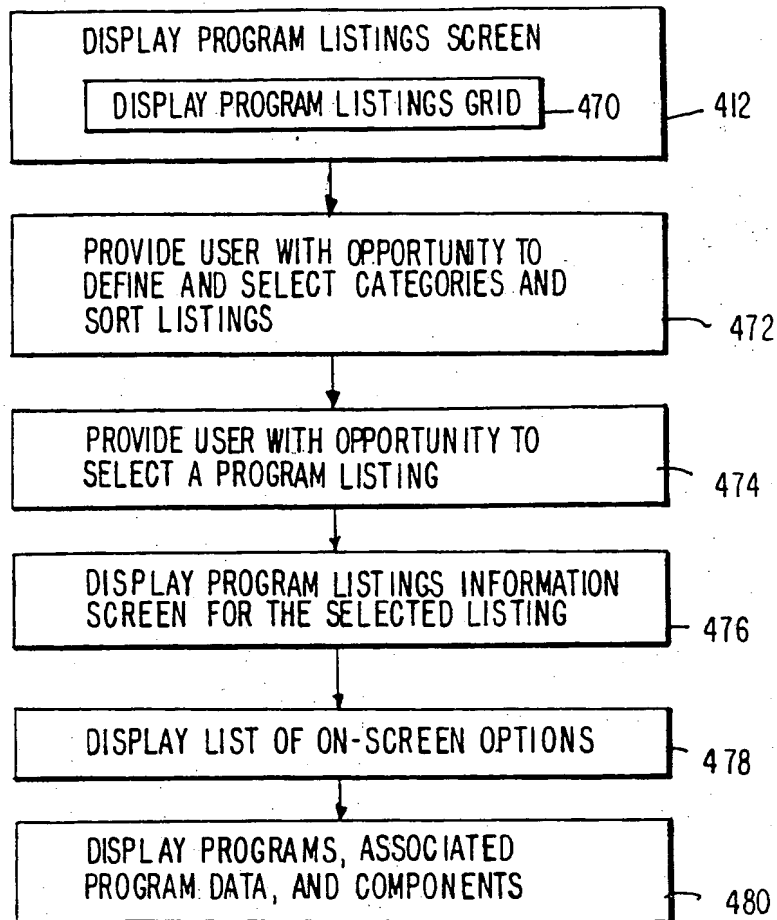 DISPLAY PROGRAM LISTINGS SCREEN
DISPLAY PROGRAM LISTINGS GRID
470
412
PROVIDE USER WITH OPPORTUNITY TO
DEFINE AND SELECT CATEGORIES AND
SORT LISTINGS
472
PROVIDE USER WITH OPPORTUNITY TO
SELECT A PROGRAM LISTING
474
DISPLAY PROGRAM LISTINGS INFORMATION
SCREEN FOR THE SELECTED LISTING
476
DISPLAY LIST OF ON-SCREEN OPTIONS
478
DISPLAY PROGRAMS, ASSOCIATED
PROGRAM DATA, AND COMPONENTS
480